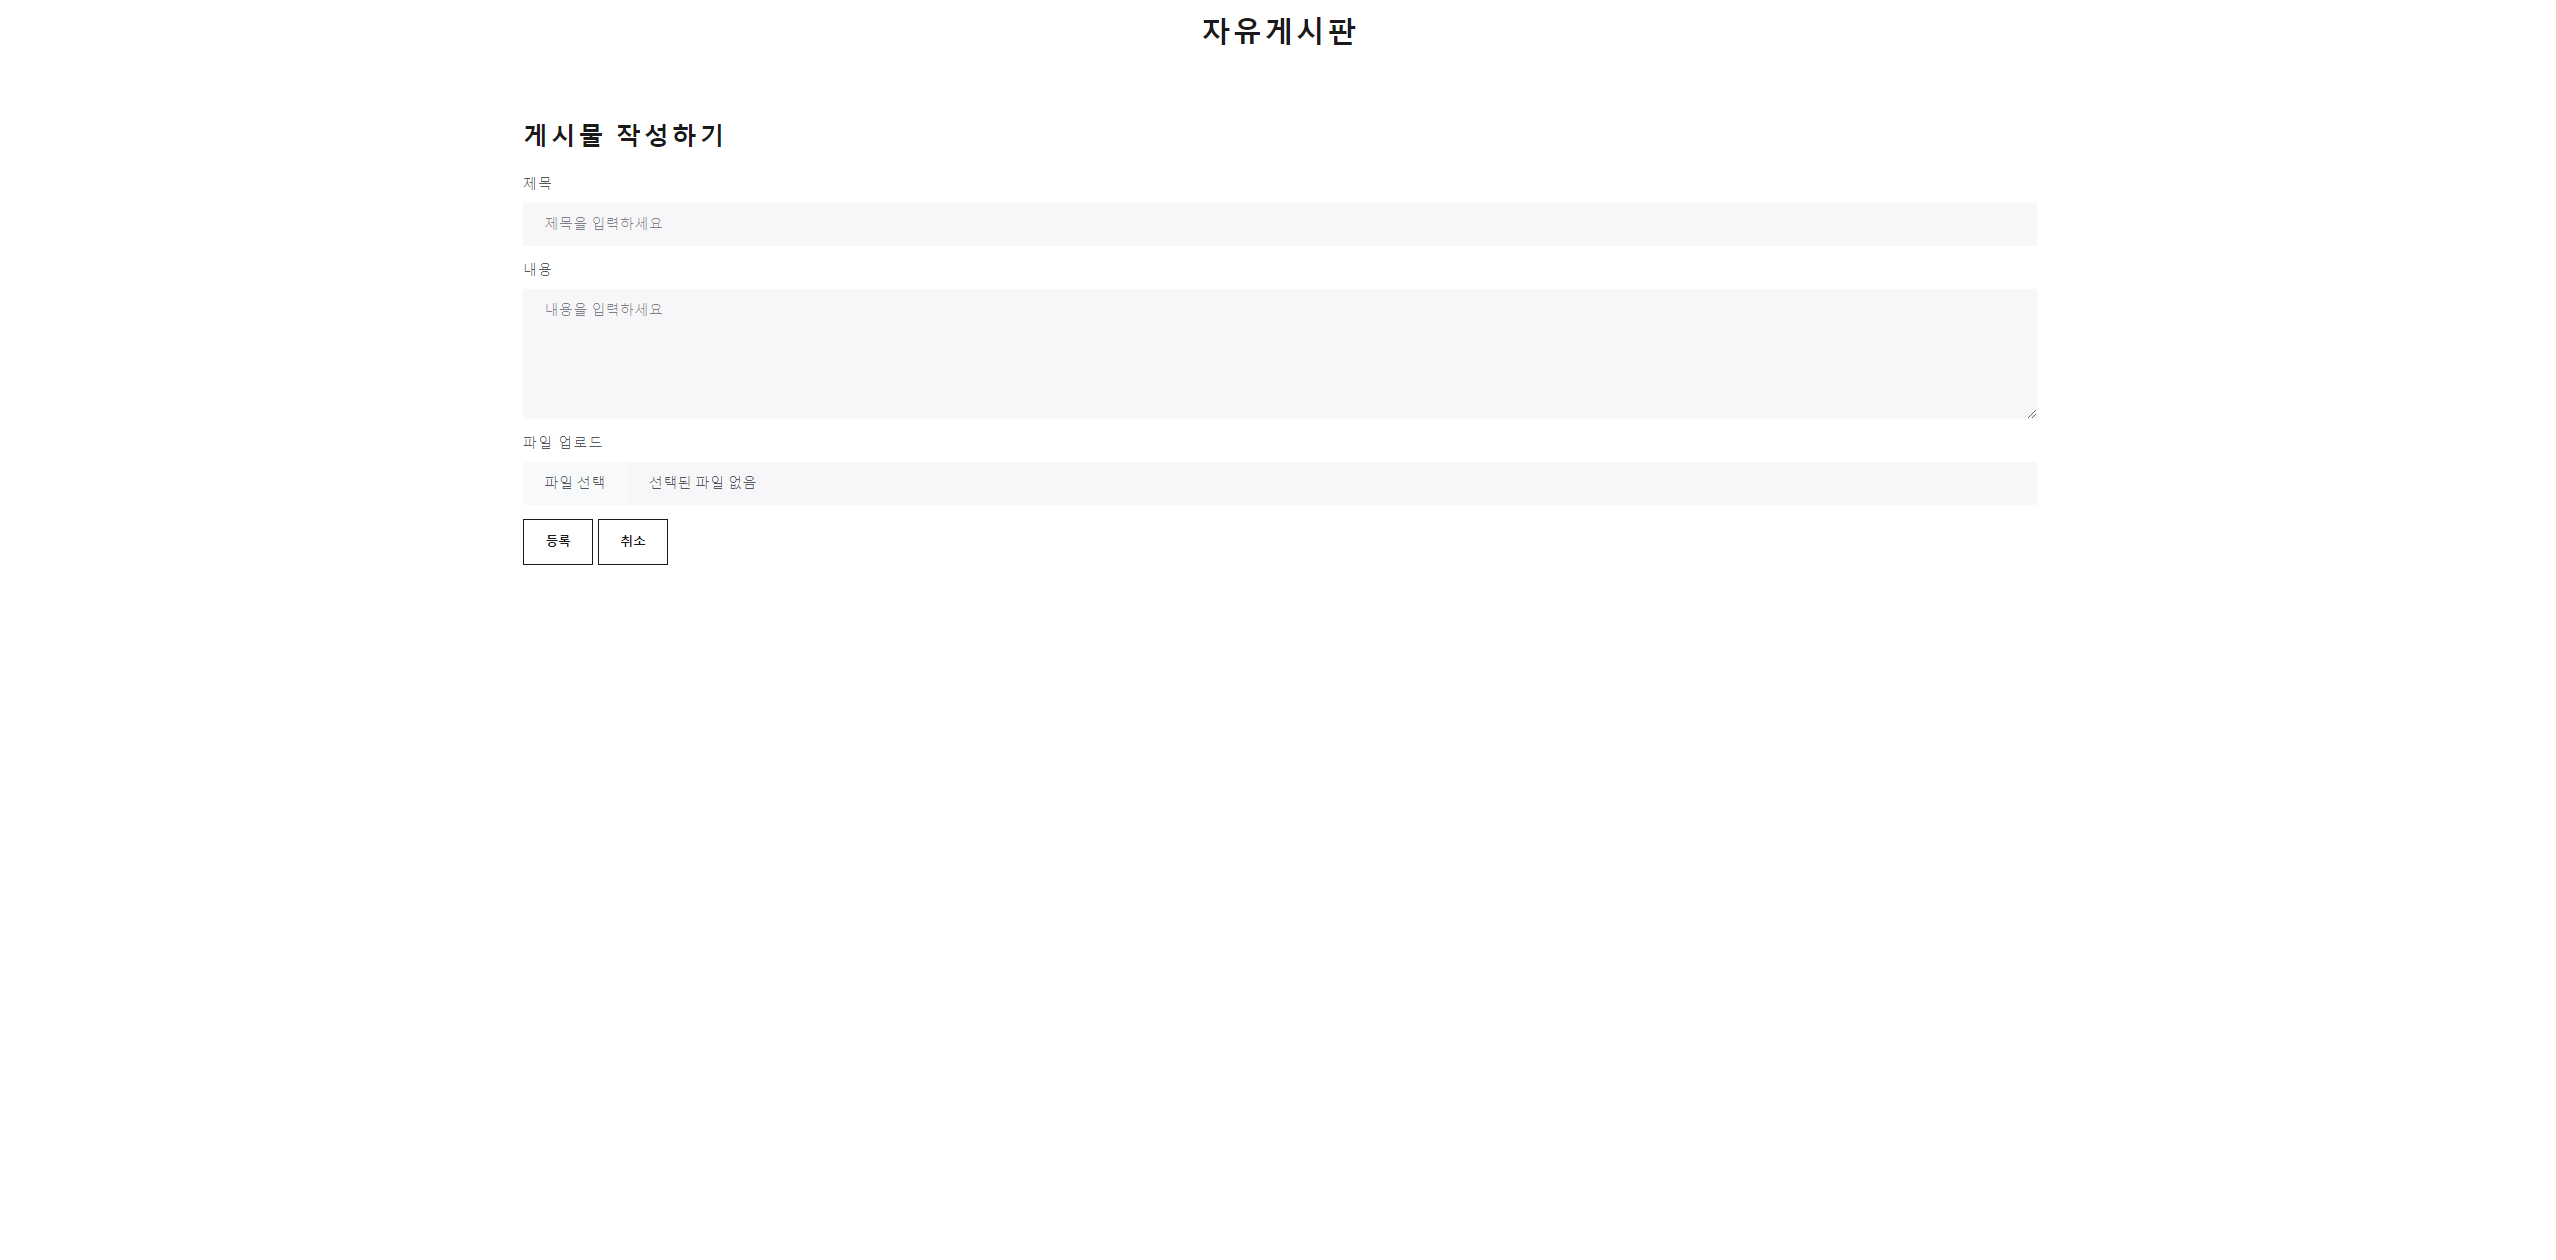 자유게시판
게시물 작성하기
제목
제목을 입력하세요
내용
내용을 입력하세요
파일 업로드
파일 선택 선택된 파일 없음
등록 취소